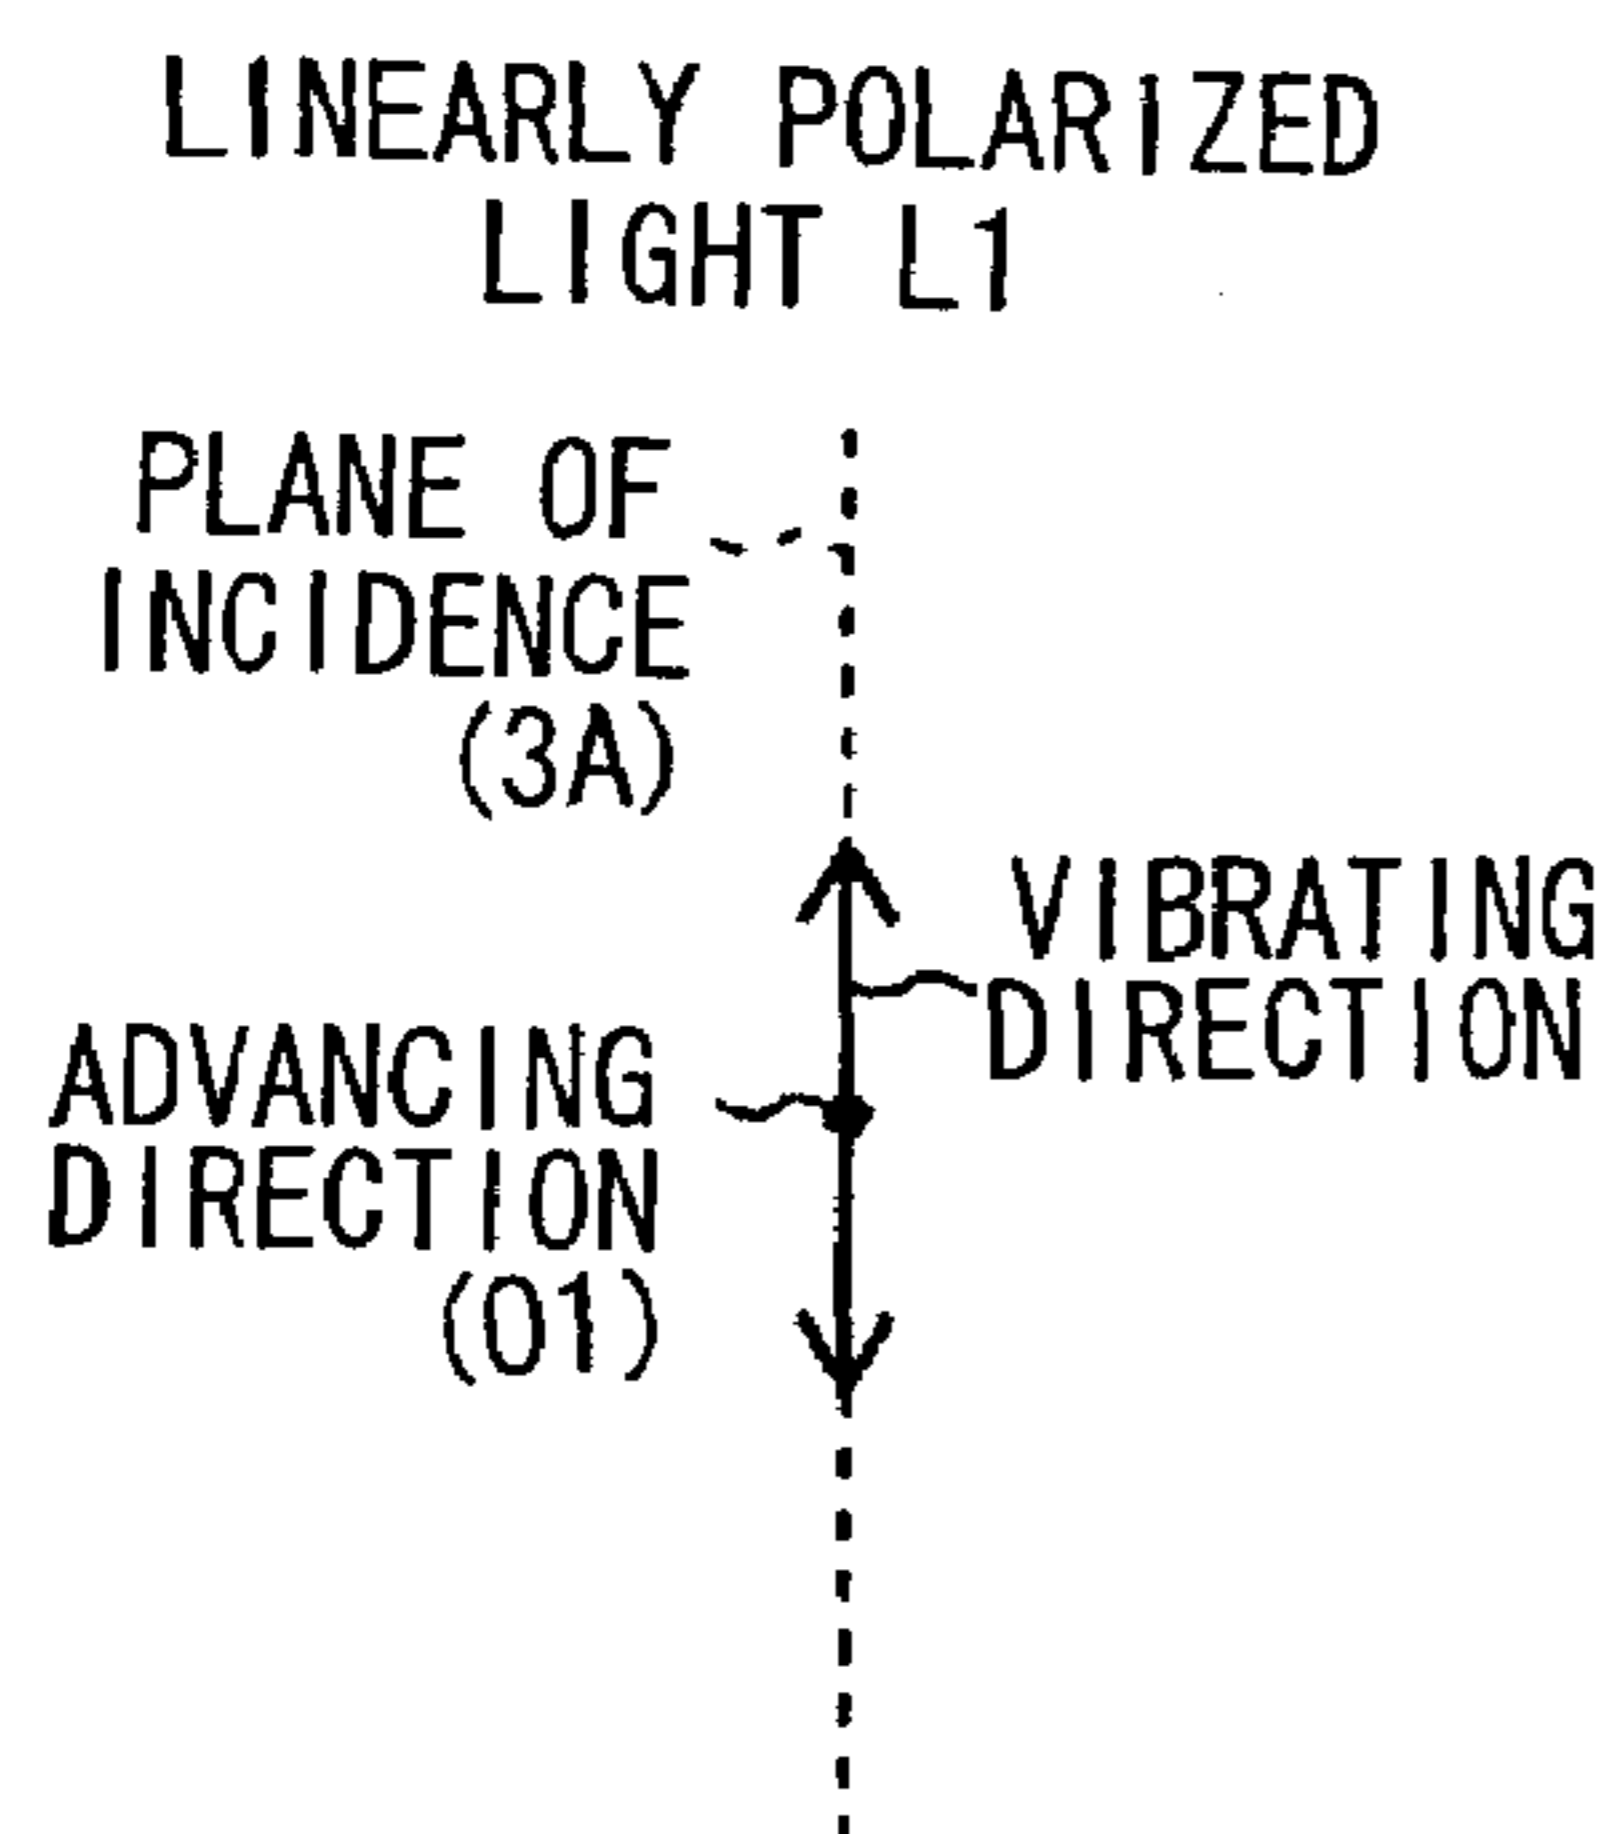 LINEARLY POLARIZED
LIGHT L1
PLANE OF
INCIDENCE
(3A)
VIBRATING
DIRECTION
ADVANCING
DIRECTION
(O1)